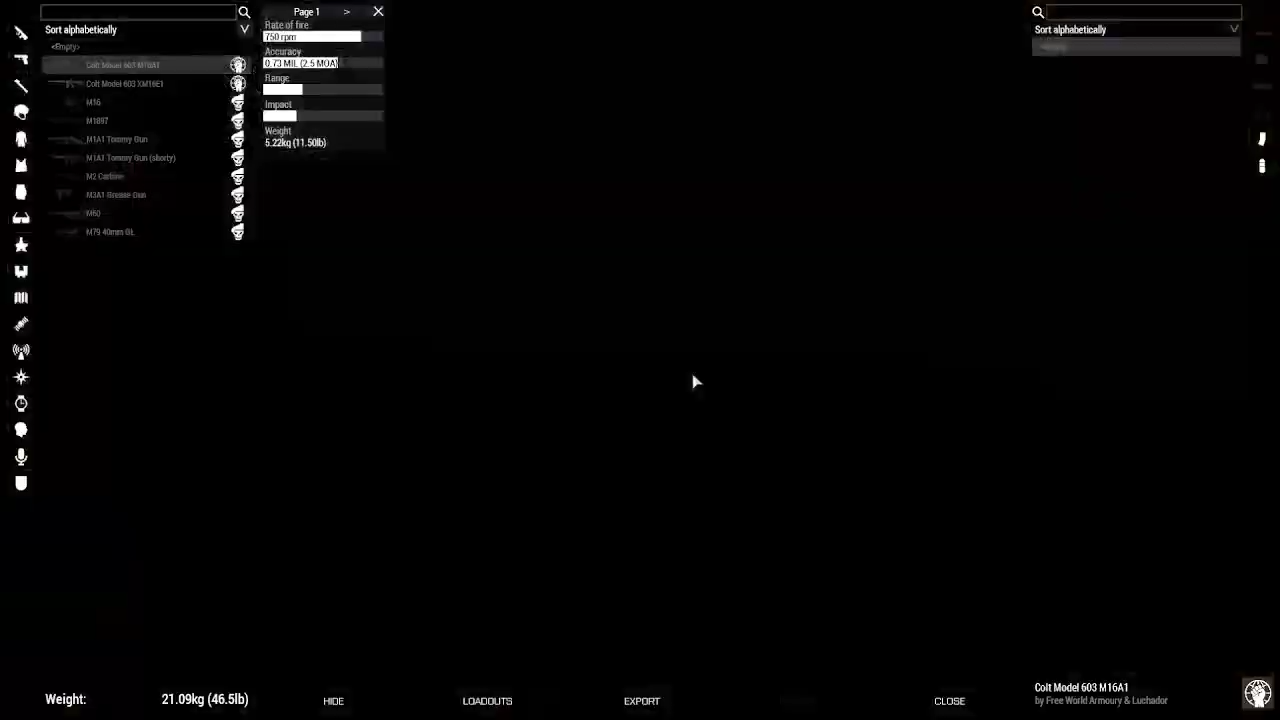 Sort alphabetically
<Empty>
Colt Model 603 M16A1
Colt Model 603 XM16E1
M16
M1897
M1A1 Tommy Gun
M1A1 Tommy Gun (shorty)
M2 Carbine
M3A1 Grease Gun
M60
M79 40mm GL
Page 1 >
Rate of fire
750 rpm
Accuracy
0.73 MIL (2.5 MOA)
Range
Impact
Weight
5.22kg (11.50lb)
Sort alphabetically
Weight: 21.09kg (46.5lb)
HIDE
LOADOUTS
EXPORT
CLOSE
Colt Model 603 M16A1
by Free World Armoury & Luchador